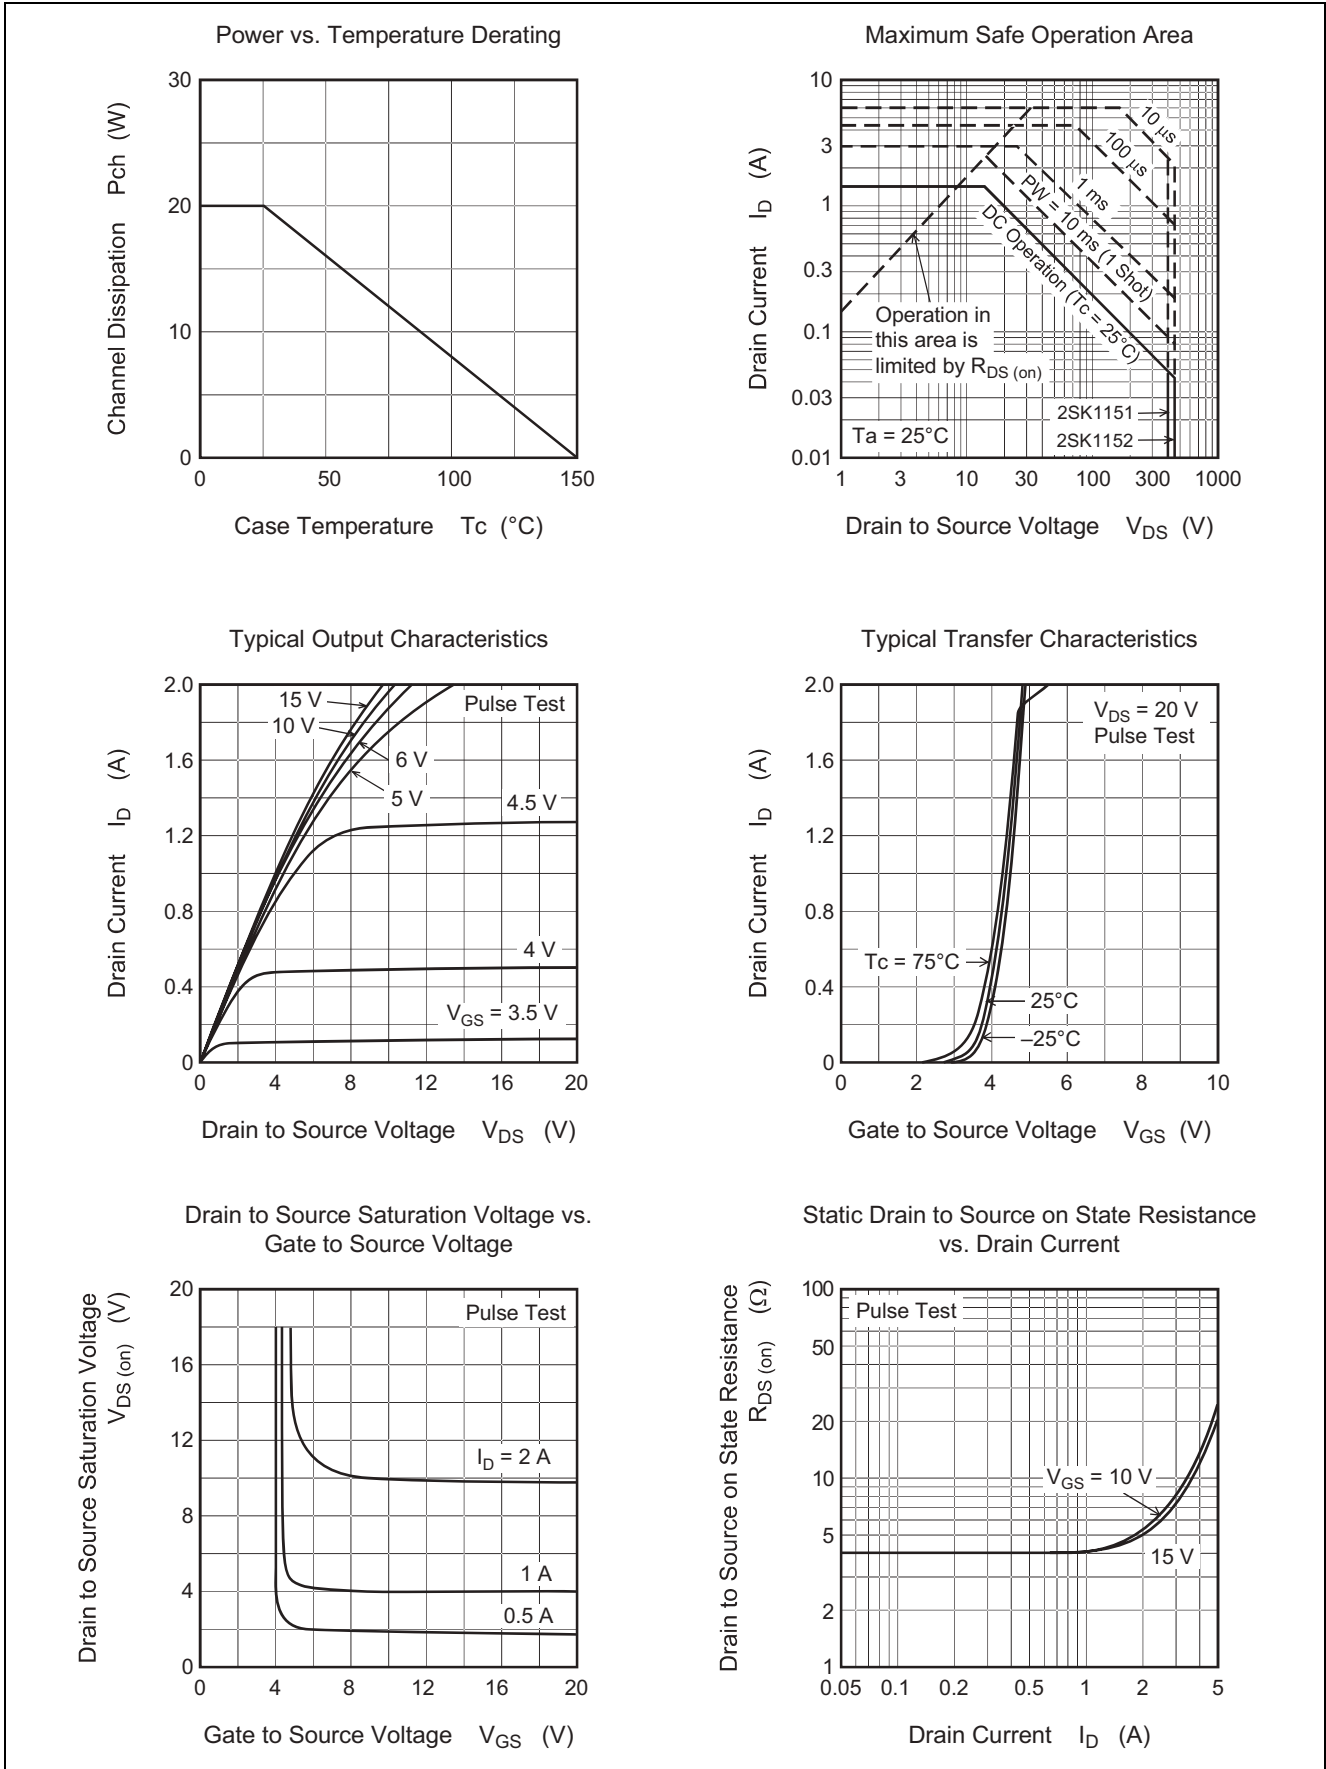 Power vs. Temperature Derating
30
20
10
0
0
50
100
150
Channel Dissipation Pch (W)
Case Temperature Tc (°C)
Maximum Safe Operation Area
10
3
1
0.3
0.1
0.03
0.01
1
3
10
30
100
300
1000
Drain Current ID (A)
Drain to Source Voltage VDS (V)
10 μs
100 μs
1 ms
PW = 10 ms (1 Shot)
DC Operation (Tc = 25°C)
Operation in
this area is
limited by RDS (on)
2SK1151
2SK1152
Ta = 25°C
Typical Output Characteristics
2.0
1.6
1.2
0.8
0.4
0
0
4
8
12
16
20
Drain Current ID (A)
Drain to Source Voltage VDS (V)
15 V
10 V
Pulse Test
6 V
5 V
4.5 V
4 V
VGS = 3.5 V
Typical Transfer Characteristics
2.0
1.6
1.2
0.8
0.4
0
0
2
4
6
8
10
Drain Current ID (A)
Gate to Source Voltage VGS (V)
VDS = 20 V
Pulse Test
Tc = 75°C
25°C
–25°C
Drain to Source Saturation Voltage vs.
Gate to Source Voltage
20
16
12
8
4
0
0
4
8
12
16
20
Drain to Source Saturation Voltage
VDS (on) (V)
Gate to Source Voltage VGS (V)
Pulse Test
ID = 2 A
1 A
0.5 A
Static Drain to Source on State Resistance
vs. Drain Current
100
50
20
10
5
2
1
0.05
0.1
0.2
0.5
1
2
5
Drain to Source on State Resistance
RDS (on) (Ω)
Drain Current ID (A)
Pulse Test
VGS = 10 V
15 V